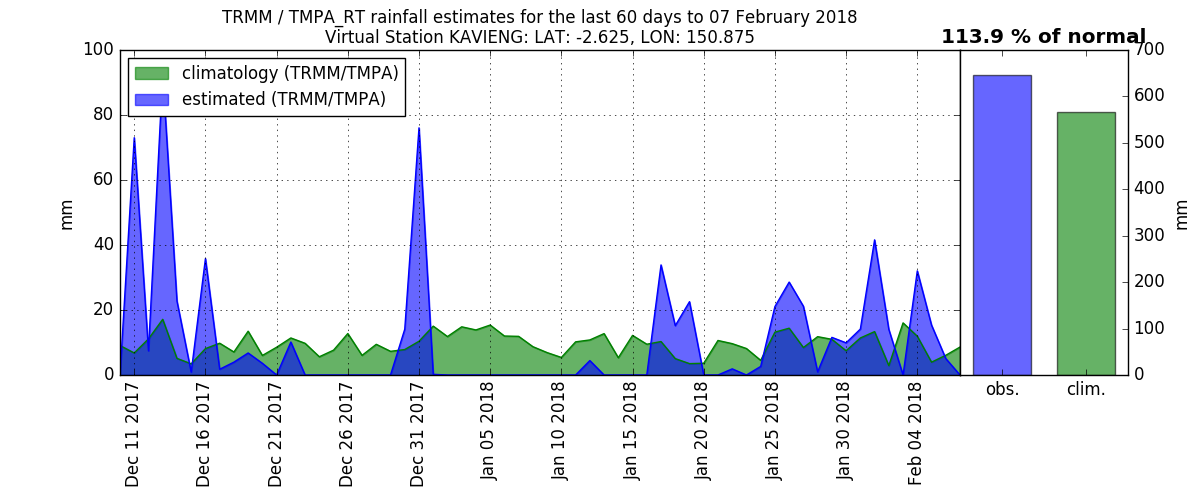 TRMM / TMPA_RT rainfall estimates for the last 60 days to 07 February 2018
Virtual Station KAVIENG: LAT: -2.625, LON: 150.875
113.9 % of normal
climatology (TRMM/TMPA)
estimated (TRMM/TMPA)
mm
100
80
60
40
20
0
Dec 11 2017
Dec 16 2017
Dec 21 2017
Dec 26 2017
Dec 31 2017
Jan 05 2018
Jan 10 2018
Jan 15 2018
Jan 20 2018
Jan 25 2018
Jan 30 2018
Feb 04 2018
obs.
clim.
700
600
500
400
300
200
100
0
mm